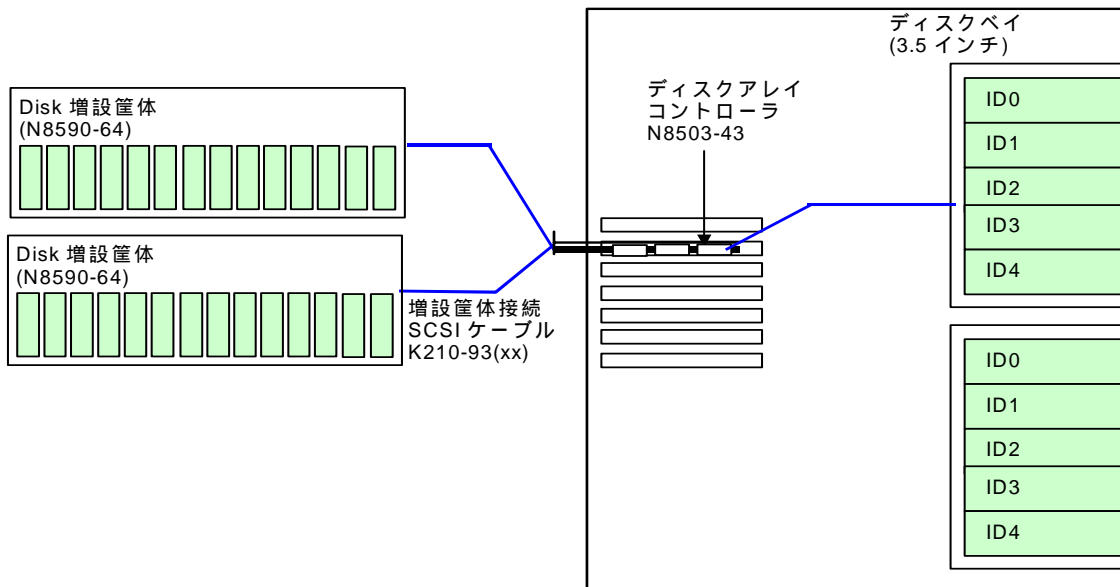 ディスクベイ
(3.5 インチ)
Disk 増設筐体
(N8590-64)
ディスクアレイ
コントローラ
N8503-43
ID0
ID1
ID2
ID3
ID4
Disk 増設筐体
(N8590-64)
増設筐体接続
SCSI ケーブル
K210-93(xx)
ID0
ID1
ID2
ID3
ID4